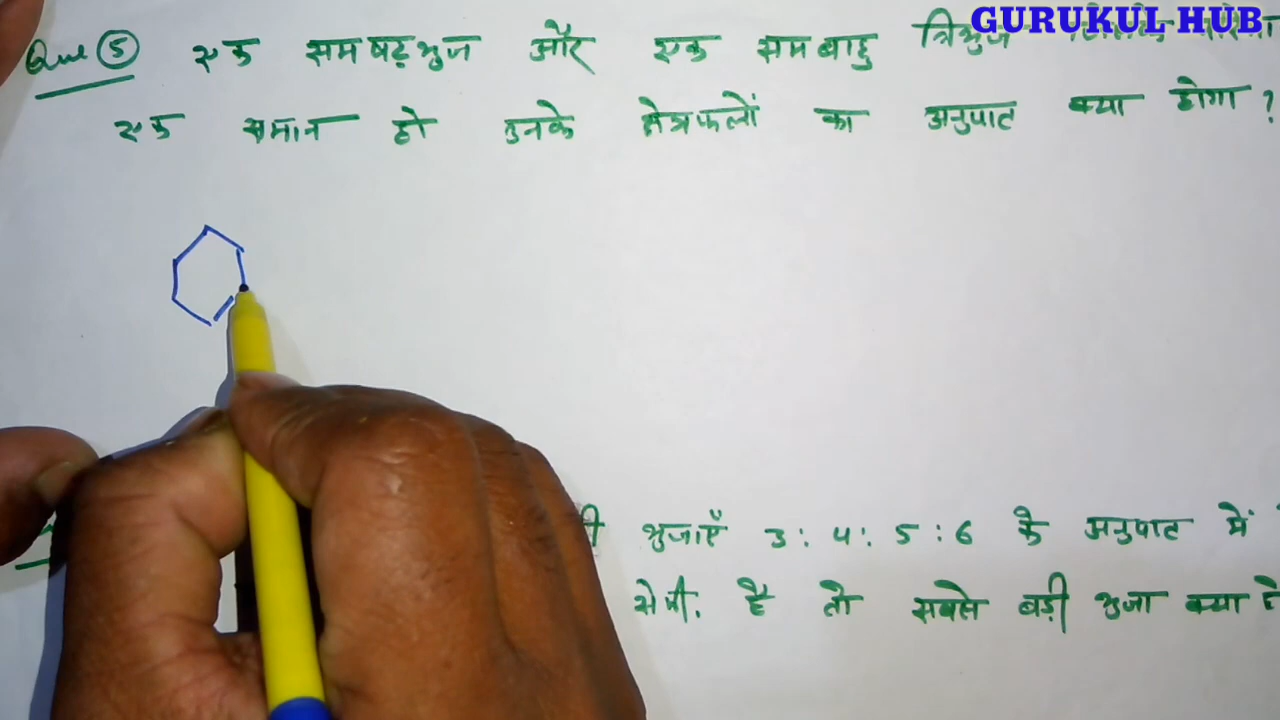 GURUKUL HUB
Que (5) एक समषट्भुज और एक समबाहु त्रिभुज
एक समान हो उनके क्षेत्रफलों का अनुपात क्या होगा ?
भुजाएँ 3 : 4 : 5 : 6 के अनुपात में
सेमी. है तो सबसे बड़ी भुजा क्या